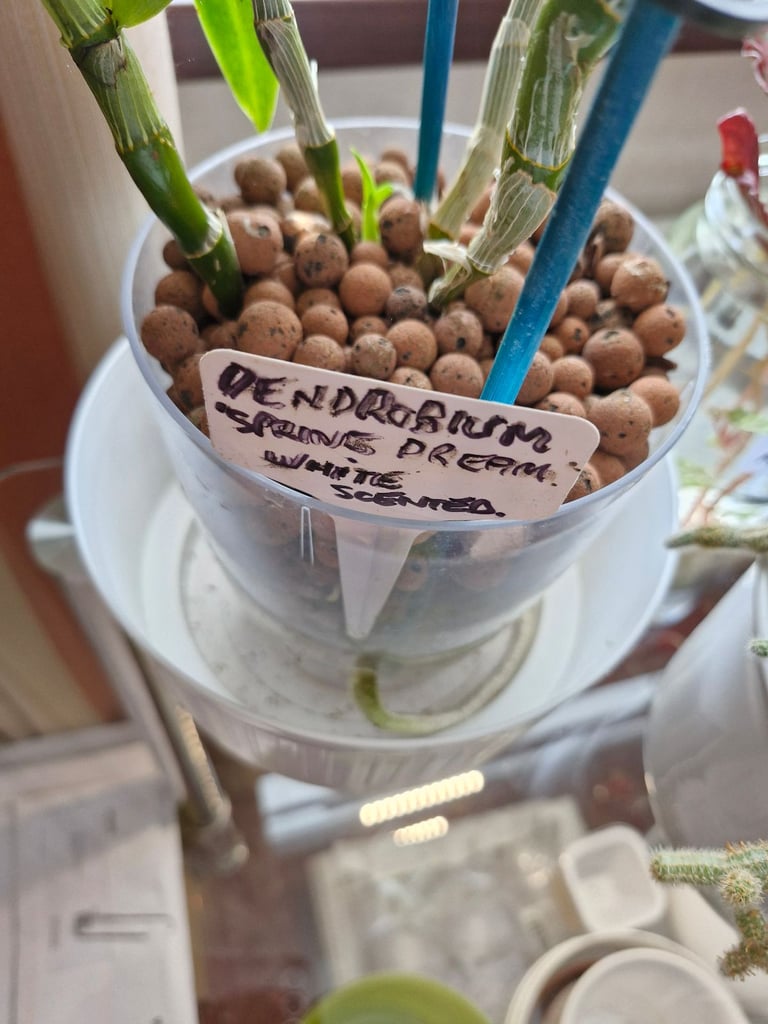 DENDROBIUM
"SPRING DREAM."
WHITE
SCENTED.